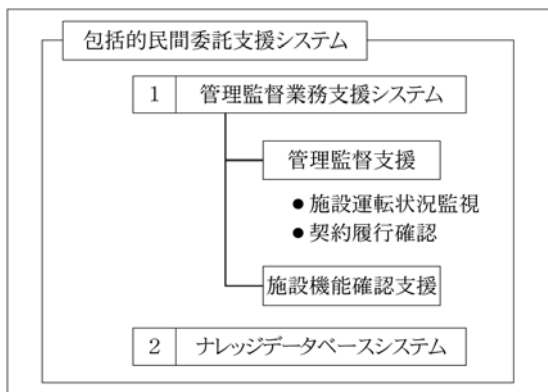 包括的民間委託支援システム
1 管理監督業務支援システム
管理監督支援
● 施設運転状況監視
● 契約履行確認
施設機能確認支援
2 ナレッジデータベースシステム